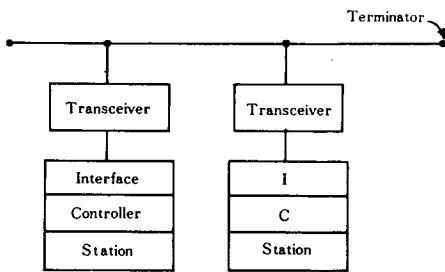 Terminator
Transceiver
Transceiver
Interface
I
Controller
C
Station
Station